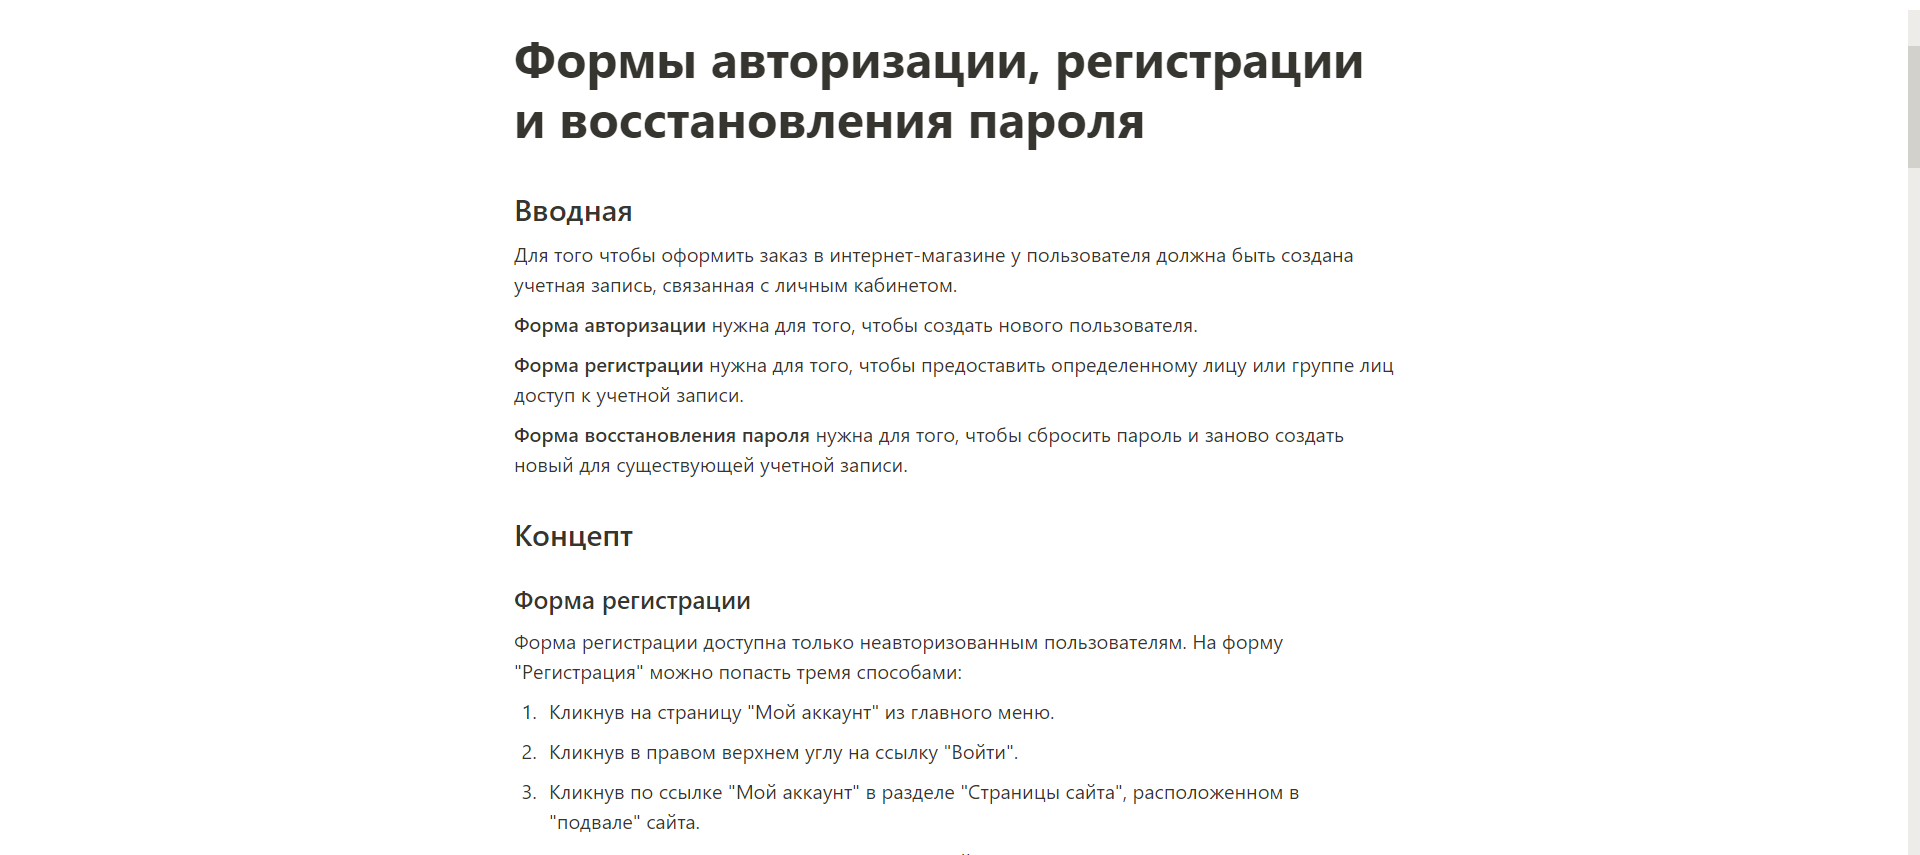 Формы авторизации, регистрации
и восстановления пароля
Вводная
Для того чтобы оформить заказ в интернет-магазине у пользователя должна быть создана
учетная запись, связанная с личным кабинетом.
Форма авторизации нужна для того, чтобы создать нового пользователя.
Форма регистрации нужна для того, чтобы предоставить определенному лицу или группе лиц
доступ к учетной записи.
Форма восстановления пароля нужна для того, чтобы сбросить пароль и заново создать
новый для существующей учетной записи.
Концепт
Форма регистрации
Форма регистрации доступна только неавторизованным пользователям. На форму
"Регистрация" можно попасть тремя способами:
1. Кликнув на страницу "Мой аккаунт" из главного меню.
2. Кликнув в правом верхнем углу на ссылку "Войти".
3. Кликнув по ссылке "Мой аккаунт" в разделе "Страницы сайта", расположенном в
"подвале" сайта.